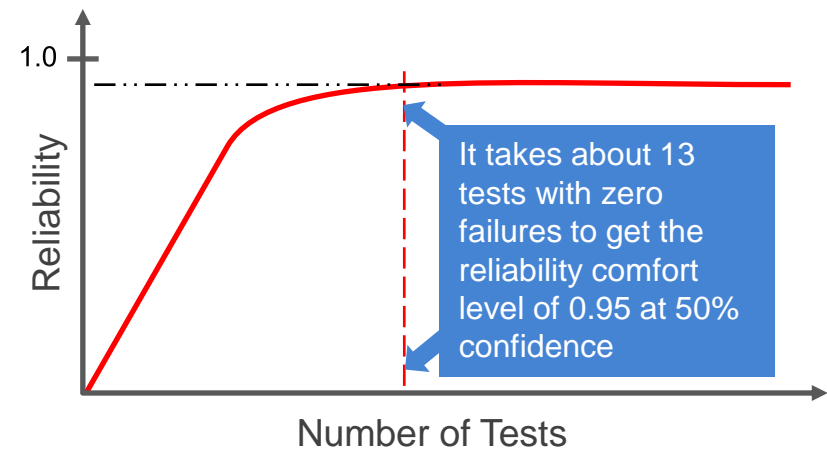 1.0
Reliability
It takes about 13
tests with zero
failures to get the
reliability comfort
level of 0.95 at 50%
confidence
Number of Tests